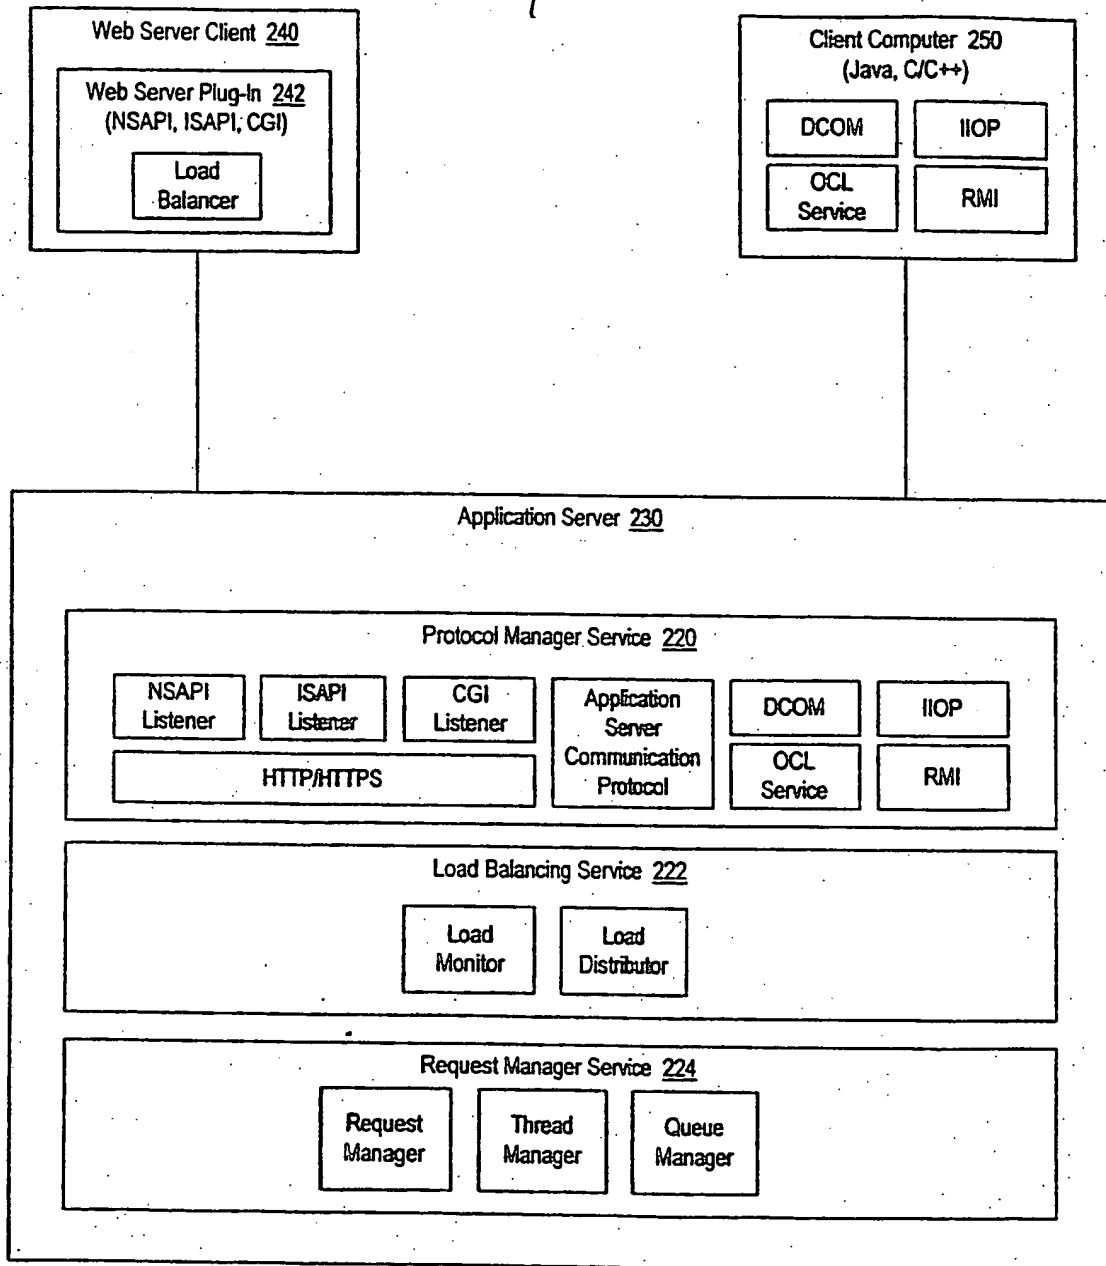 Web Server Client 240
Web Server Plug-In 242
(NSAPI, ISAPI, CGI)
Load
Balancer
Client Computer 250
(Java, C/C++)
DCOM
IIOP
OCL
Service
RMI
Application Server 230
Protocol Manager Service 220
NSAPI
Listener
ISAPI
Listener
CGI
Listener
HTTP/HTTPS
Application
Server
Communication
Protocol
DCOM
IIOP
OCL
Service
RMI
Load Balancing Service 222
Load
Monitor
Load
Distributor
Request Manager Service 224
Request
Manager
Thread
Manager
Queue
Manager